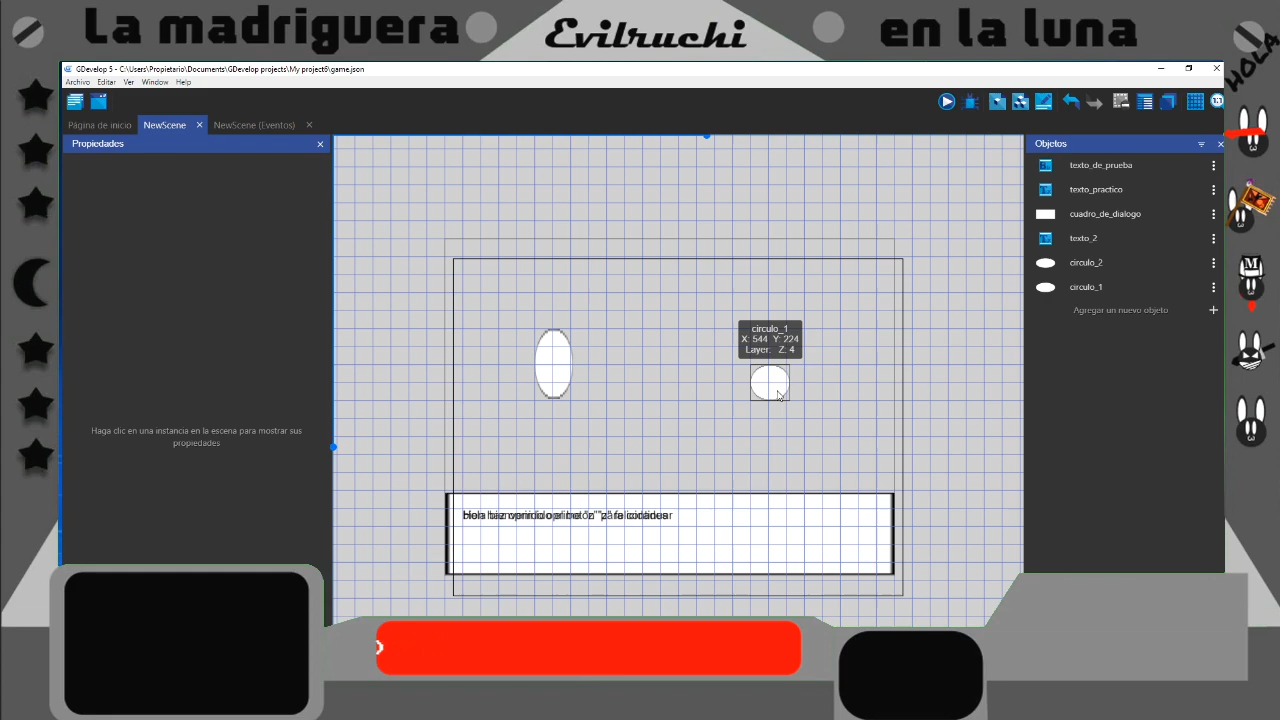 La madriguera
Evilruchi
en la luna
HOLA
GDevelop 5 - C:\Users\Propietario\Documents\GDevelop projects\My project6\game.json
Archivo Editar Ver Window Help
1:1
Página de inicio
NewScene
NewScene (Eventos)
Propiedades
Objetos
texto_de_prueba
texto_practico
cuadro_de_dialogo
texto_2
circulo_2
circulo_1
Agregar un nuevo objeto
circulo_1
X: 544 Y: 224
Layer: Z: 4
Haga clic en una instancia en la escena para mostrar sus
propiedades
M